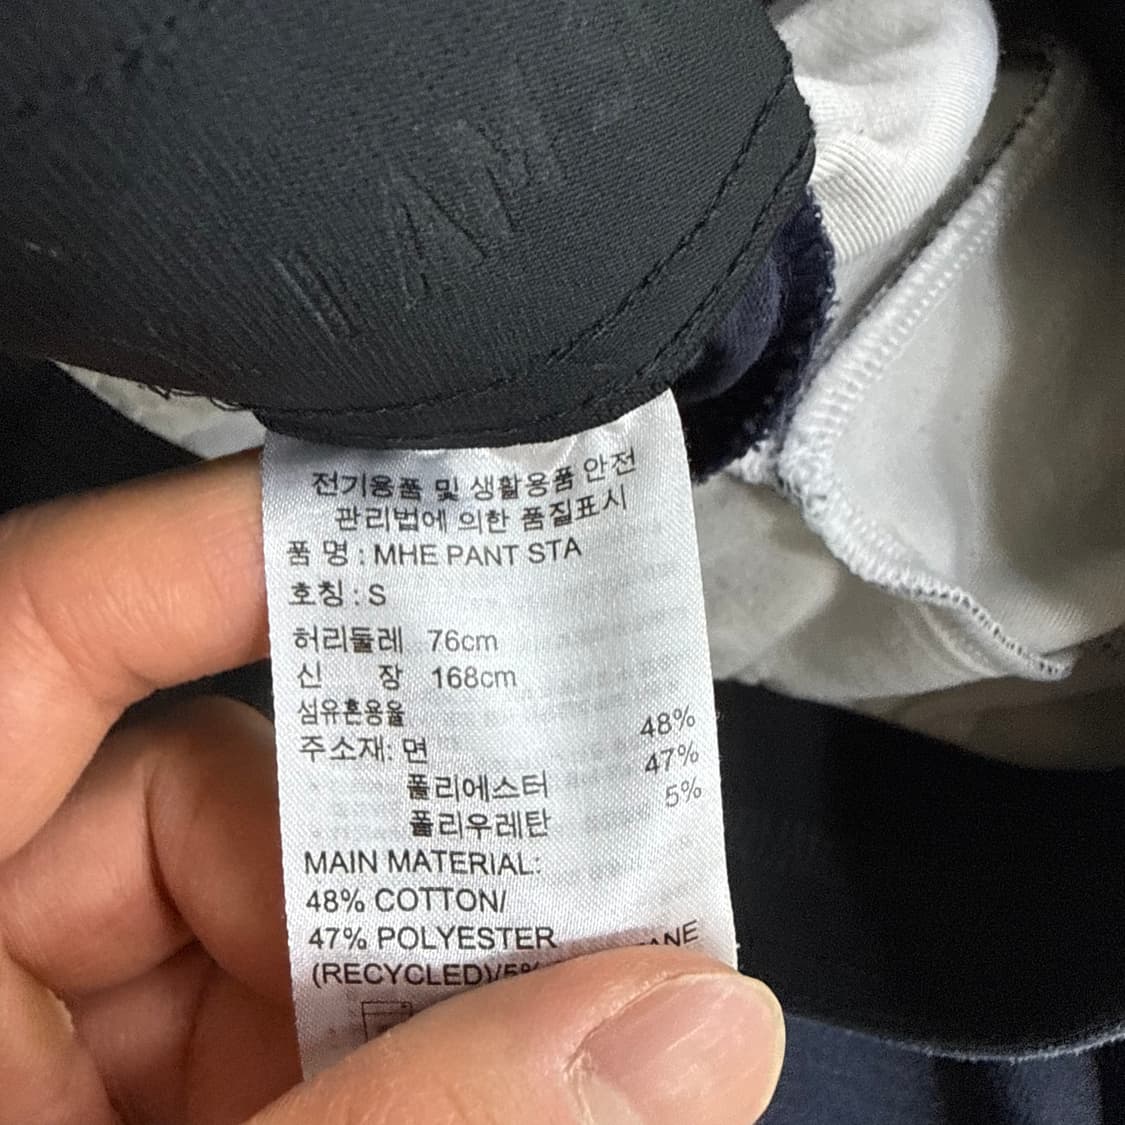 전기용품 및 생활용품 안전
관리법에 의한 품질표시
품 명 : MHE PANT STA
호칭 : S
허리둘레 76cm
신 장 168cm
섬유혼용율
주소재: 면 48%
폴리에스터 47%
폴리우레탄 5%
MAIN MATERIAL:
48% COTTON/
47% POLYESTER
(RECYCLED)/5%